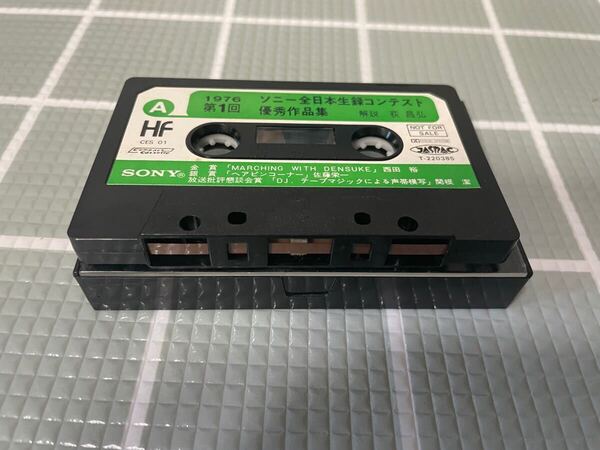 A
1976 ソニー全日本生録コンテスト
第1回 優秀作品集 解説 荻 昌弘
HF
CES 01
Compact Cassette
NOT FOR SALE
JASRAC
T-220385
SONY®
金 賞 「MARCHING WITH DENSUKE」 西田 裕
銀 賞 「ヘアピンコーナー」 佐藤栄一
放送批評懇談会賞 「DJ. テープマジックによる声帯模写」 関根 潔